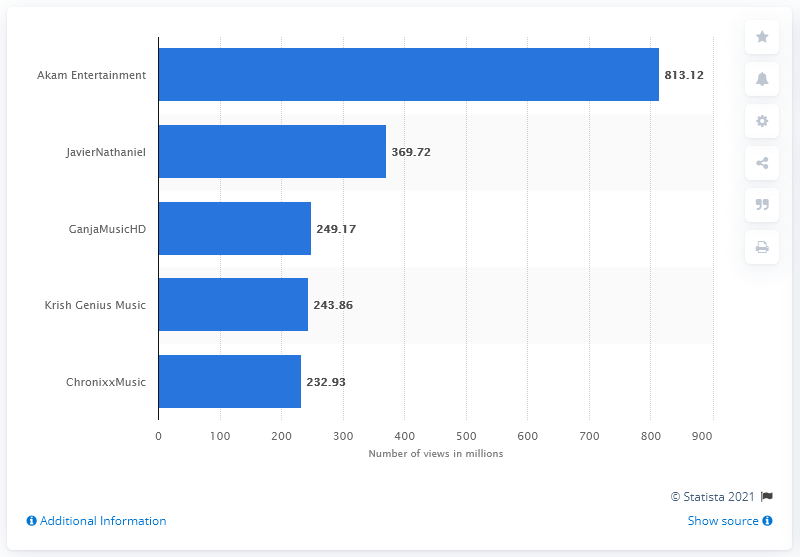 Akam Entertainment
813.12
JavierNathaniel
369.72
GanjaMusicHD
249.17
Krish Genius Music
243.86
ChronixxMusic
232.93
0 100 200 300 400 500 600 700 800 900
Number of views in millions
© Statista 2021
Additional Information
Show source